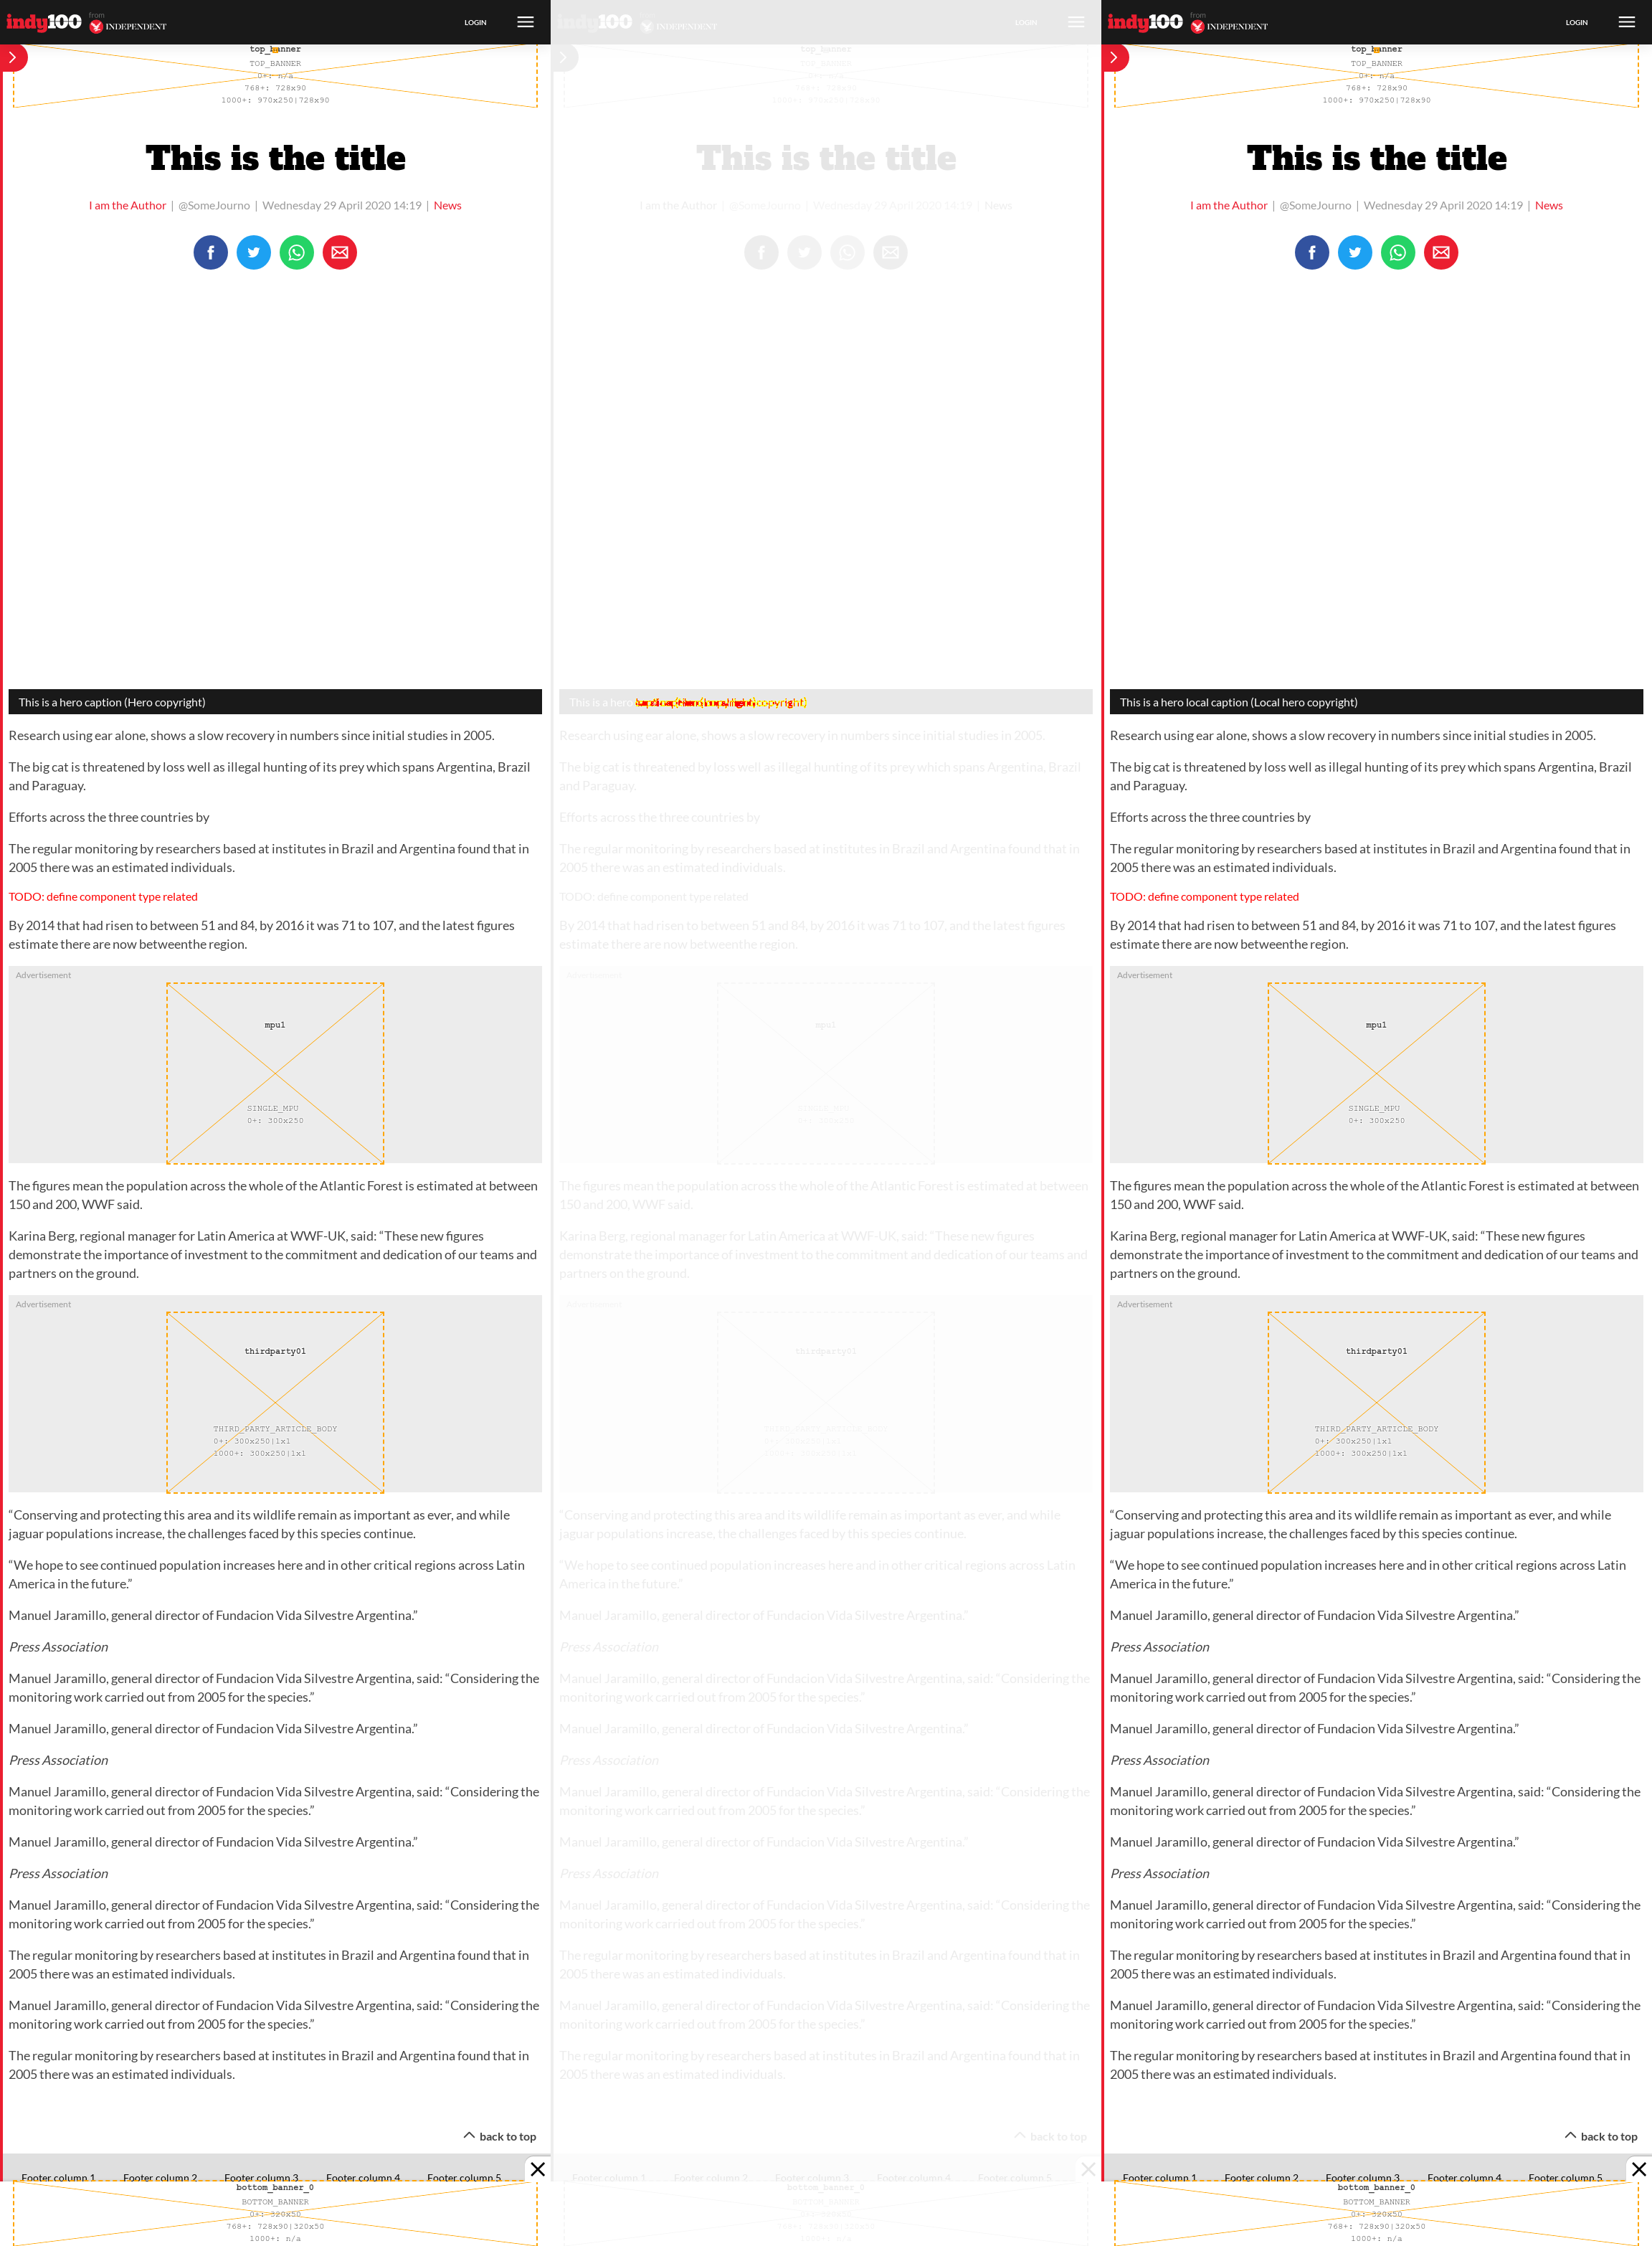 indy100 from INDEPENDENT LOGIN
top_banner
TOP_BANNER
0+: n/a
768+: 728x90
1000+: 970x250|728x90
This is the title
I am the Author | @SomeJourno | Wednesday 29 April 2020 14:19 | News
This is a hero caption (Hero copyright)
Research using ear alone, shows a slow recovery in numbers since initial studies in 2005.
The big cat is threatened by loss well as illegal hunting of its prey which spans Argentina, Brazil
and Paraguay.
Efforts across the three countries by
The regular monitoring by researchers based at institutes in Brazil and Argentina found that in
2005 there was an estimated individuals.
TODO: define component type related
By 2014 that had risen to between 51 and 84, by 2016 it was 71 to 107, and the latest figures
estimate there are now betweenthe region.
Advertisement
mpu1
SINGLE_MPU
0+: 300x250
The figures mean the population across the whole of the Atlantic Forest is estimated at between
150 and 200, WWF said.
Karina Berg, regional manager for Latin America at WWF-UK, said: “These new figures
demonstrate the importance of investment to the commitment and dedication of our teams and
partners on the ground.
Advertisement
thirdparty01
THIRD_PARTY_ARTICLE_BODY
0+: 300x250|1x1
1000+: 300x250|1x1
“Conserving and protecting this area and its wildlife remain as important as ever, and while
jaguar populations increase, the challenges faced by this species continue.
“We hope to see continued population increases here and in other critical regions across Latin
America in the future.”
Manuel Jaramillo, general director of Fundacion Vida Silvestre Argentina.”
Press Association
Manuel Jaramillo, general director of Fundacion Vida Silvestre Argentina, said: “Considering the
monitoring work carried out from 2005 for the species.”
Manuel Jaramillo, general director of Fundacion Vida Silvestre Argentina.”
Press Association
Manuel Jaramillo, general director of Fundacion Vida Silvestre Argentina, said: “Considering the
monitoring work carried out from 2005 for the species.”
Manuel Jaramillo, general director of Fundacion Vida Silvestre Argentina.”
Press Association
Manuel Jaramillo, general director of Fundacion Vida Silvestre Argentina, said: “Considering the
monitoring work carried out from 2005 for the species.”
The regular monitoring by researchers based at institutes in Brazil and Argentina found that in
2005 there was an estimated individuals.
Manuel Jaramillo, general director of Fundacion Vida Silvestre Argentina, said: “Considering the
monitoring work carried out from 2005 for the species.”
The regular monitoring by researchers based at institutes in Brazil and Argentina found that in
2005 there was an estimated individuals.
back to top
Footer column 1 Footer column 2 Footer column 3 Footer column 4 Footer column 5
bottom_banner_0
BOTTOM_BANNER
0+: 320x50
768+: 728x90|320x50
1000+: n/a
indy100 INDEPENDENT LOGIN
top_banner
TOP_BANNER
This is the title
I am the Author | @SomeJourno | Wednesday 29 April 2020 14:19 | News
This is a hero
Research using ear alone, shows a slow recovery in numbers since initial studies in 2005.
The big cat is threatened by loss well as illegal hunting of its prey which spans Argentina, Brazil
and Paraguay.
Efforts across the three countries by
The regular monitoring by researchers based at institutes in Brazil and Argentina found that in
2005 there was an estimated individuals.
TODO: define component type related
By 2014 that had risen to between 51 and 84, by 2016 it was 71 to 107, and the latest figures
estimate there are now betweenthe region.
Advertisement
mpu1
The figures mean the population across the whole of the Atlantic Forest is estimated at between
150 and 200, WWF said.
Karina Berg, regional manager for Latin America at WWF-UK, said: “These new figures
demonstrate the importance of investment to the commitment and dedication of our teams and
partners on the ground.
Advertisement
thirdparty01
“Conserving and protecting this area and its wildlife remain as important as ever, and while
jaguar populations increase, the challenges faced by this species continue.
“We hope to see continued population increases here and in other critical regions across Latin
America in the future.”
Manuel Jaramillo, general director of Fundacion Vida Silvestre Argentina.”
Press Association
Manuel Jaramillo, general director of Fundacion Vida Silvestre Argentina, said: “Considering the
monitoring work carried out from 2005 for the species.”
Manuel Jaramillo, general director of Fundacion Vida Silvestre Argentina.”
Press Association
Manuel Jaramillo, general director of Fundacion Vida Silvestre Argentina, said: “Considering the
monitoring work carried out from 2005 for the species.”
Manuel Jaramillo, general director of Fundacion Vida Silvestre Argentina.”
Press Association
Manuel Jaramillo, general director of Fundacion Vida Silvestre Argentina, said: “Considering the
monitoring work carried out from 2005 for the species.”
The regular monitoring by researchers based at institutes in Brazil and Argentina found that in
2005 there was an estimated individuals.
Manuel Jaramillo, general director of Fundacion Vida Silvestre Argentina, said: “Considering the
monitoring work carried out from 2005 for the species.”
The regular monitoring by researchers based at institutes in Brazil and Argentina found that in
2005 there was an estimated individuals.
back to top
Footer column 1 Footer column 2 Footer column 3 Footer column 4 Footer column 5
bottom_banner_0
indy100 from INDEPENDENT LOGIN
top_banner
TOP_BANNER
0+: n/a
768+: 728x90
1000+: 970x250|728x90
This is the title
I am the Author | @SomeJourno | Wednesday 29 April 2020 14:19 | News
This is a hero local caption (Local hero copyright)
Research using ear alone, shows a slow recovery in numbers since initial studies in 2005.
The big cat is threatened by loss well as illegal hunting of its prey which spans Argentina, Brazil
and Paraguay.
Efforts across the three countries by
The regular monitoring by researchers based at institutes in Brazil and Argentina found that in
2005 there was an estimated individuals.
TODO: define component type related
By 2014 that had risen to between 51 and 84, by 2016 it was 71 to 107, and the latest figures
estimate there are now betweenthe region.
Advertisement
mpu1
SINGLE_MPU
0+: 300x250
The figures mean the population across the whole of the Atlantic Forest is estimated at between
150 and 200, WWF said.
Karina Berg, regional manager for Latin America at WWF-UK, said: “These new figures
demonstrate the importance of investment to the commitment and dedication of our teams and
partners on the ground.
Advertisement
thirdparty01
THIRD_PARTY_ARTICLE_BODY
0+: 300x250|1x1
1000+: 300x250|1x1
“Conserving and protecting this area and its wildlife remain as important as ever, and while
jaguar populations increase, the challenges faced by this species continue.
“We hope to see continued population increases here and in other critical regions across Latin
America in the future.”
Manuel Jaramillo, general director of Fundacion Vida Silvestre Argentina.”
Press Association
Manuel Jaramillo, general director of Fundacion Vida Silvestre Argentina, said: “Considering the
monitoring work carried out from 2005 for the species.”
Manuel Jaramillo, general director of Fundacion Vida Silvestre Argentina.”
Press Association
Manuel Jaramillo, general director of Fundacion Vida Silvestre Argentina, said: “Considering the
monitoring work carried out from 2005 for the species.”
Manuel Jaramillo, general director of Fundacion Vida Silvestre Argentina.”
Press Association
Manuel Jaramillo, general director of Fundacion Vida Silvestre Argentina, said: “Considering the
monitoring work carried out from 2005 for the species.”
The regular monitoring by researchers based at institutes in Brazil and Argentina found that in
2005 there was an estimated individuals.
Manuel Jaramillo, general director of Fundacion Vida Silvestre Argentina, said: “Considering the
monitoring work carried out from 2005 for the species.”
The regular monitoring by researchers based at institutes in Brazil and Argentina found that in
2005 there was an estimated individuals.
back to top
Footer column 1 Footer column 2 Footer column 3 Footer column 4 Footer column 5
bottom_banner_0
BOTTOM_BANNER
0+: 320x50
768+: 728x90|320x50
1000+: n/a